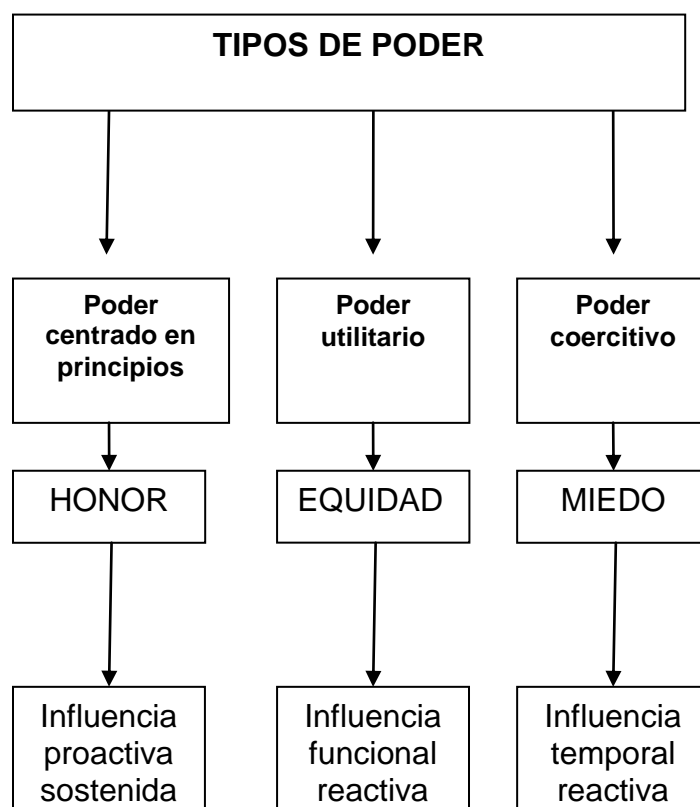 TIPOS DE PODER
Poder
centrado en
principios
Poder
utilitario
Poder
coercitivo
HONOR
EQUIDAD
MIEDO
Influencia
proactiva
sostenida
Influencia
funcional
reactiva
Influencia
temporal
reactiva